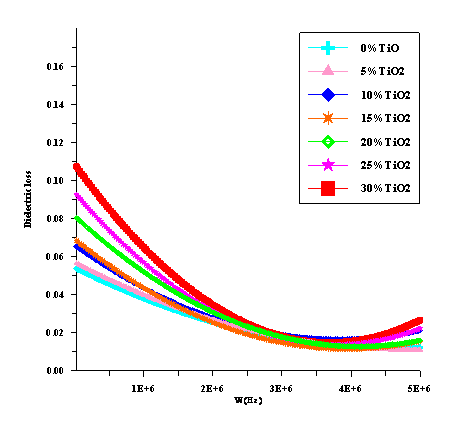 0.16
0.14
0.12
0.10
0.08
0.06
0.04
0.02
0.00
Dielectric loss
1E+6
2E+6
3E+6
4E+6
5E+6
W(Hz)
0%TiO
5%TiO2
10%TiO2
15%TiO2
20%TiO2
25%TiO2
30%TiO2